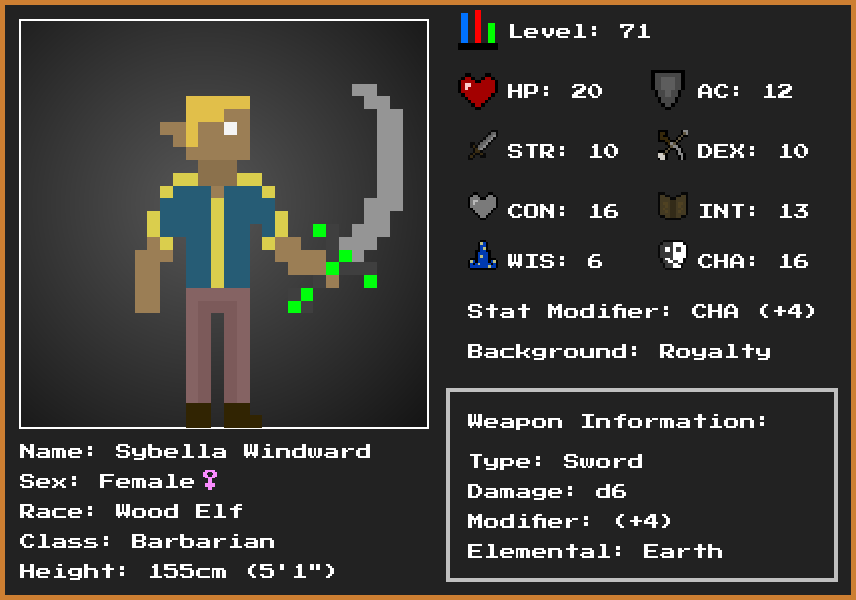 Level: 71
HP: 20
AC: 12
STR: 10
DEX: 10
CON: 16
INT: 13
WIS: 6
CHA: 16
Stat Modifier: CHA (+4)
Background: Royalty
Weapon Information:
Type: Sword
Damage: d6
Modifier: (+4)
Elemental: Earth
Name: Sybella Windward
Sex: Female♀
Race: Wood Elf
Class: Barbarian
Height: 155cm (5'1")